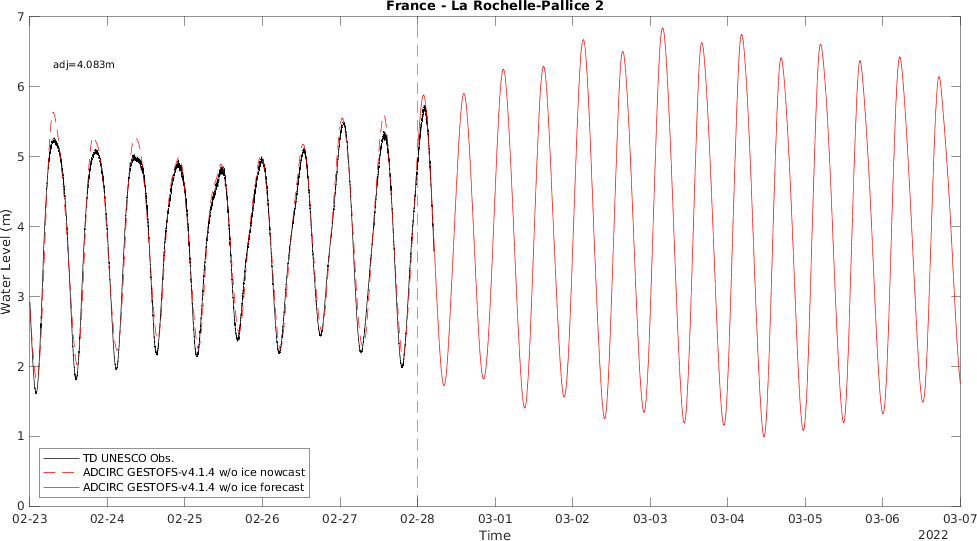 France - La Rochelle-Pallice 2
7
6
5
4
3
2
1
0
Water Level (m)
adj=4.083m
TD UNESCO Obs.
ADCIRC GESTOFS-v4.1.4 w/o ice nowcast
ADCIRC GESTOFS-v4.1.4 w/o ice forecast
02-23 02-24 02-25 02-26 02-27 02-28 03-01 03-02 03-03 03-04 03-05 03-06 03-07
Time
2022